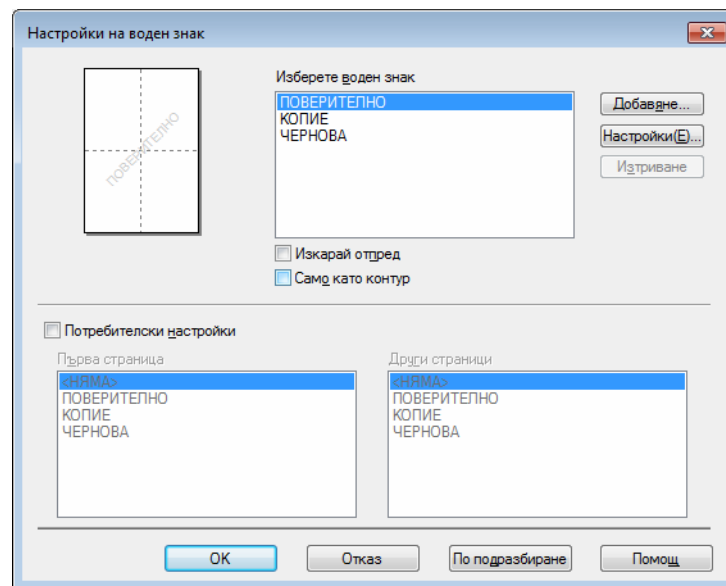 Настройки на воден знак
Изберете воден знак
ПОВЕРИТЕЛНО
КОПИЕ
ЧЕРНОВА
Добавяне...
Настройки(E)...
Изтриване
ПОВЕРИТЕЛНО
Изкарай отпред
Само като контур
Потребителски настройки
Първа страница
<НЯМА>
ПОВЕРИТЕЛНО
КОПИЕ
ЧЕРНОВА
Други страници
<НЯМА>
ПОВЕРИТЕЛНО
КОПИЕ
ЧЕРНОВА
OK
Отказ
По подразбиране
Помощ